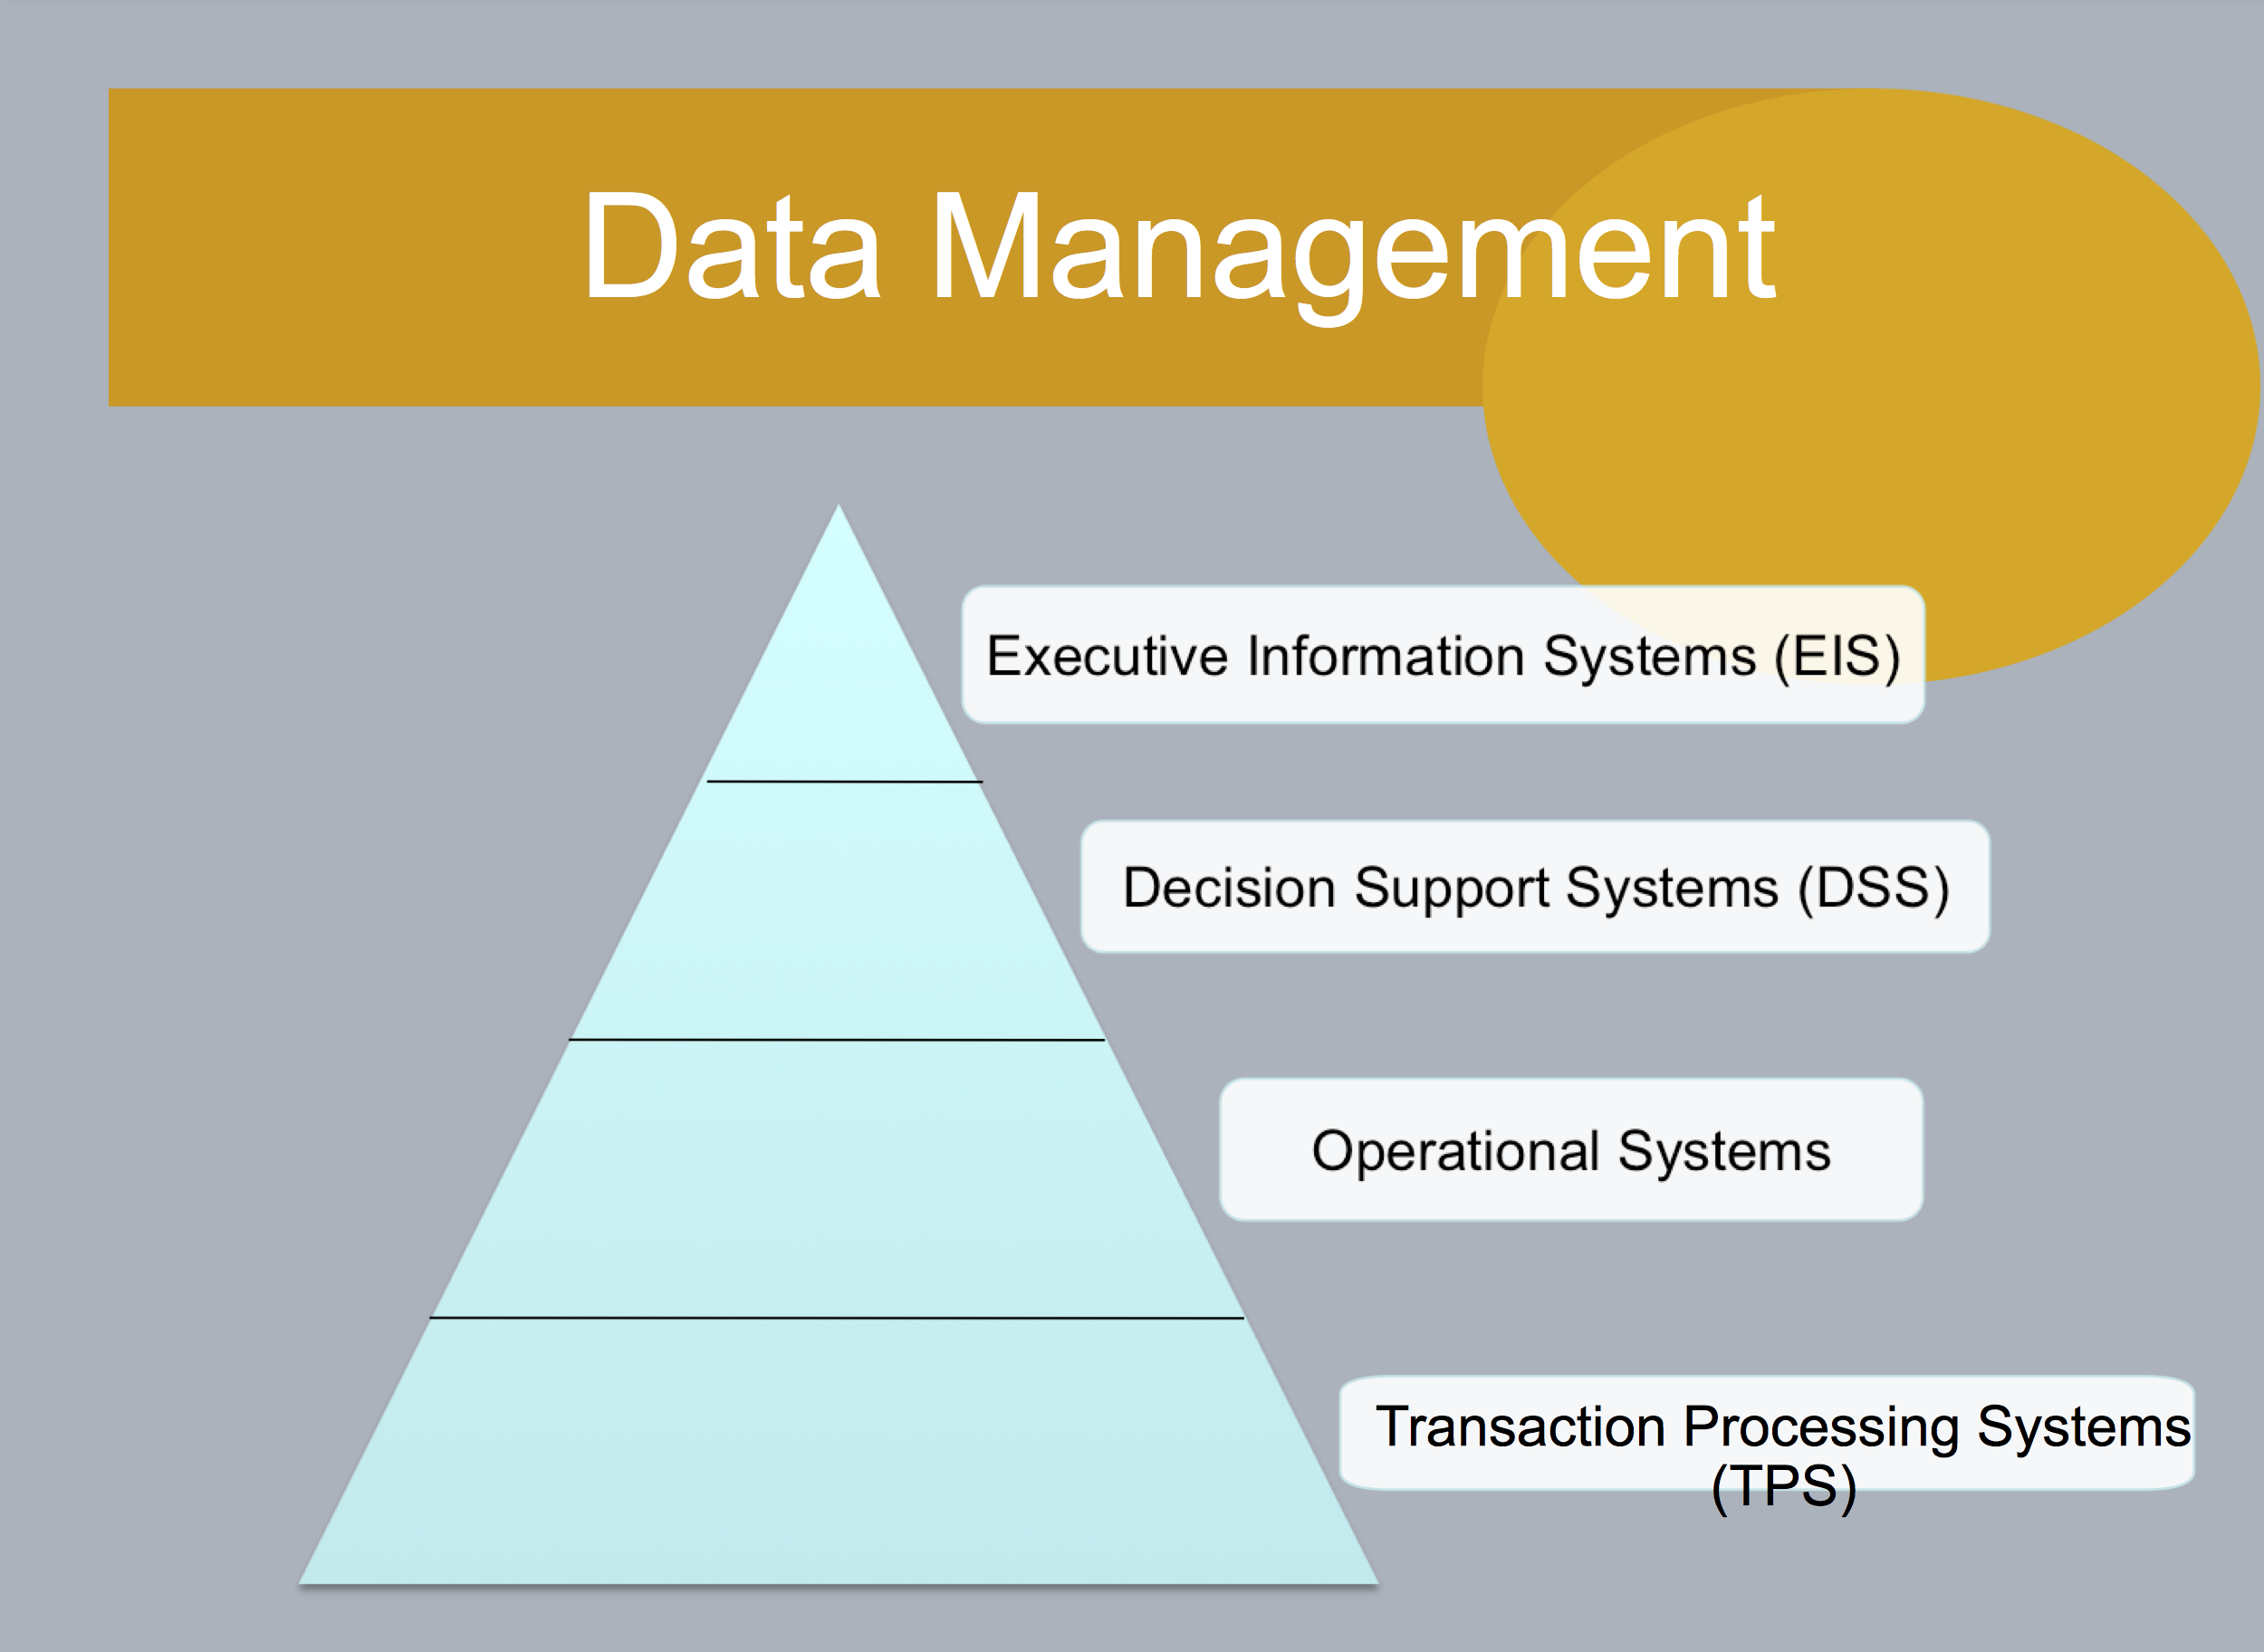 Data Management
Executive Information Systems (EIS)
Decision Support Systems (DSS)
Operational Systems
Transaction Processing Systems
(TPS)